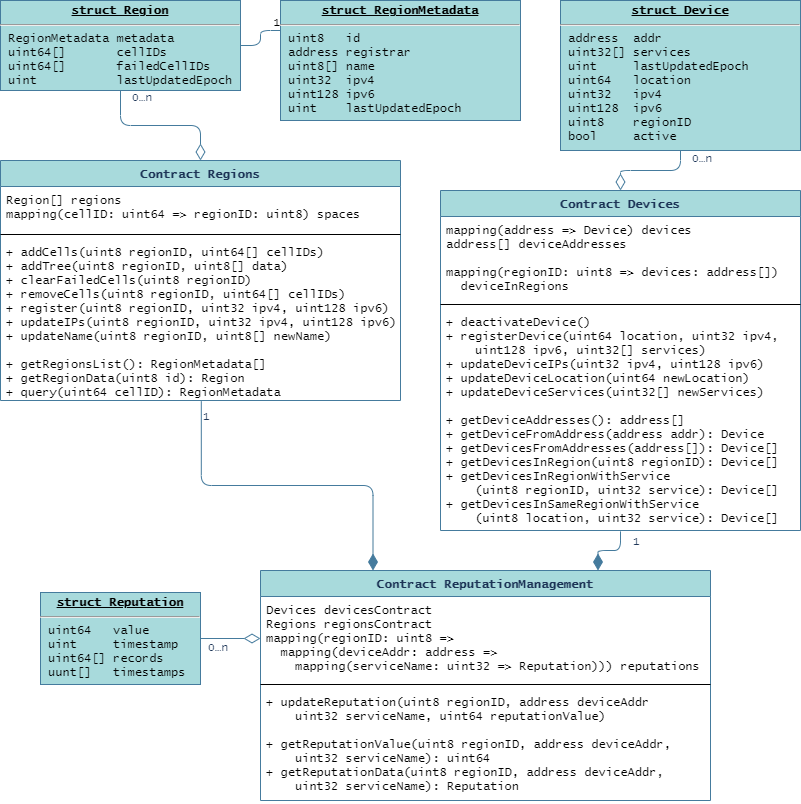 struct Region
RegionMetadata metadata
uint64[] cellIDs
uint64[] failedCellIDs
uint lastUpdatedEpoch
1
0...n
struct RegionMetadata
uint8 id
address registrar
uint8[] name
uint32 ipv4
uint128 ipv6
uint lastUpdatedEpoch
struct Device
address addr
uint32[] services
uint lastUpdatedEpoch
uint64 location
uint32 ipv4
uint128 ipv6
uint8 regionID
bool active
0...n
Contract Regions
Region[] regions
mapping(cellID: uint64 => regionID: uint8) spaces
+ addCells(uint8 regionID, uint64[] cellIDs)
+ addTree(uint8 regionID, uint8[] data)
+ clearFailedCells(uint8 regionID)
+ removeCells(uint8 regionID, uint64[] cellIDs)
+ register(uint8 regionID, uint32 ipv4, uint128 ipv6)
+ updateIPs(uint8 regionID, uint32 ipv4, uint128 ipv6)
+ updateName(uint8 regionID, uint8[] newName)
+ getRegionsList(): RegionMetadata[]
+ getRegionData(uint8 id): Region
+ query(uint64 cellID): RegionMetadata
1
Contract Devices
mapping(address => Device) devices
address[] deviceAddresses
mapping(regionID: uint8 => devices: address[])
deviceInRegions
+ deactivateDevice()
+ registerDevice(uint64 location, uint32 ipv4,
uint128 ipv6, uint32[] services)
+ updateDeviceIPs(uint32 ipv4, uint128 ipv6)
+ updateDeviceLocation(uint64 newLocation)
+ updateDeviceServices(uint32[] newServices)
+ getDeviceAddresses(): address[]
+ getDeviceFromAddress(address addr): Device
+ getDevicesFromAddresses(address[]): Device[]
+ getDevicesInRegion(uint8 regionID): Device[]
+ getDevicesInRegionWithService
(uint8 regionID, uint32 service): Device[]
+ getDevicesInSameRegionWithService
(uint8 location, uint32 service): Device[]
1
struct Reputation
uint64 value
uint timestamp
uint64[] records
uunt[] timestamps
0...n
Contract ReputationManagement
Devices devicesContract
Regions regionsContract
mapping(regionID: uint8 =>
mapping(deviceAddr: address =>
mapping(serviceName: uint32 => Reputation))) reputations
+ updateReputation(uint8 regionID, address deviceAddr
uint32 serviceName, uint64 reputationValue)
+ getReputationValue(uint8 regionID, address deviceAddr,
uint32 serviceName): uint64
+ getReputationData(uint8 regionID, address deviceAddr,
uint32 serviceName): Reputation